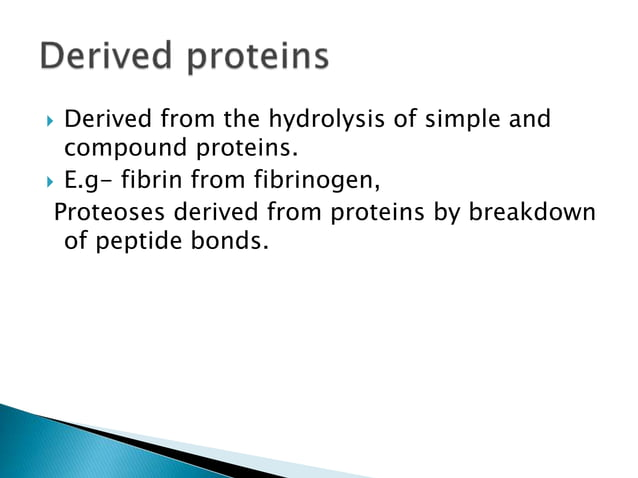 Derived proteins
Derived from the hydrolysis of simple and
compound proteins.
E.g- fibrin from fibrinogen,
Proteoses derived from proteins by breakdown
of peptide bonds.